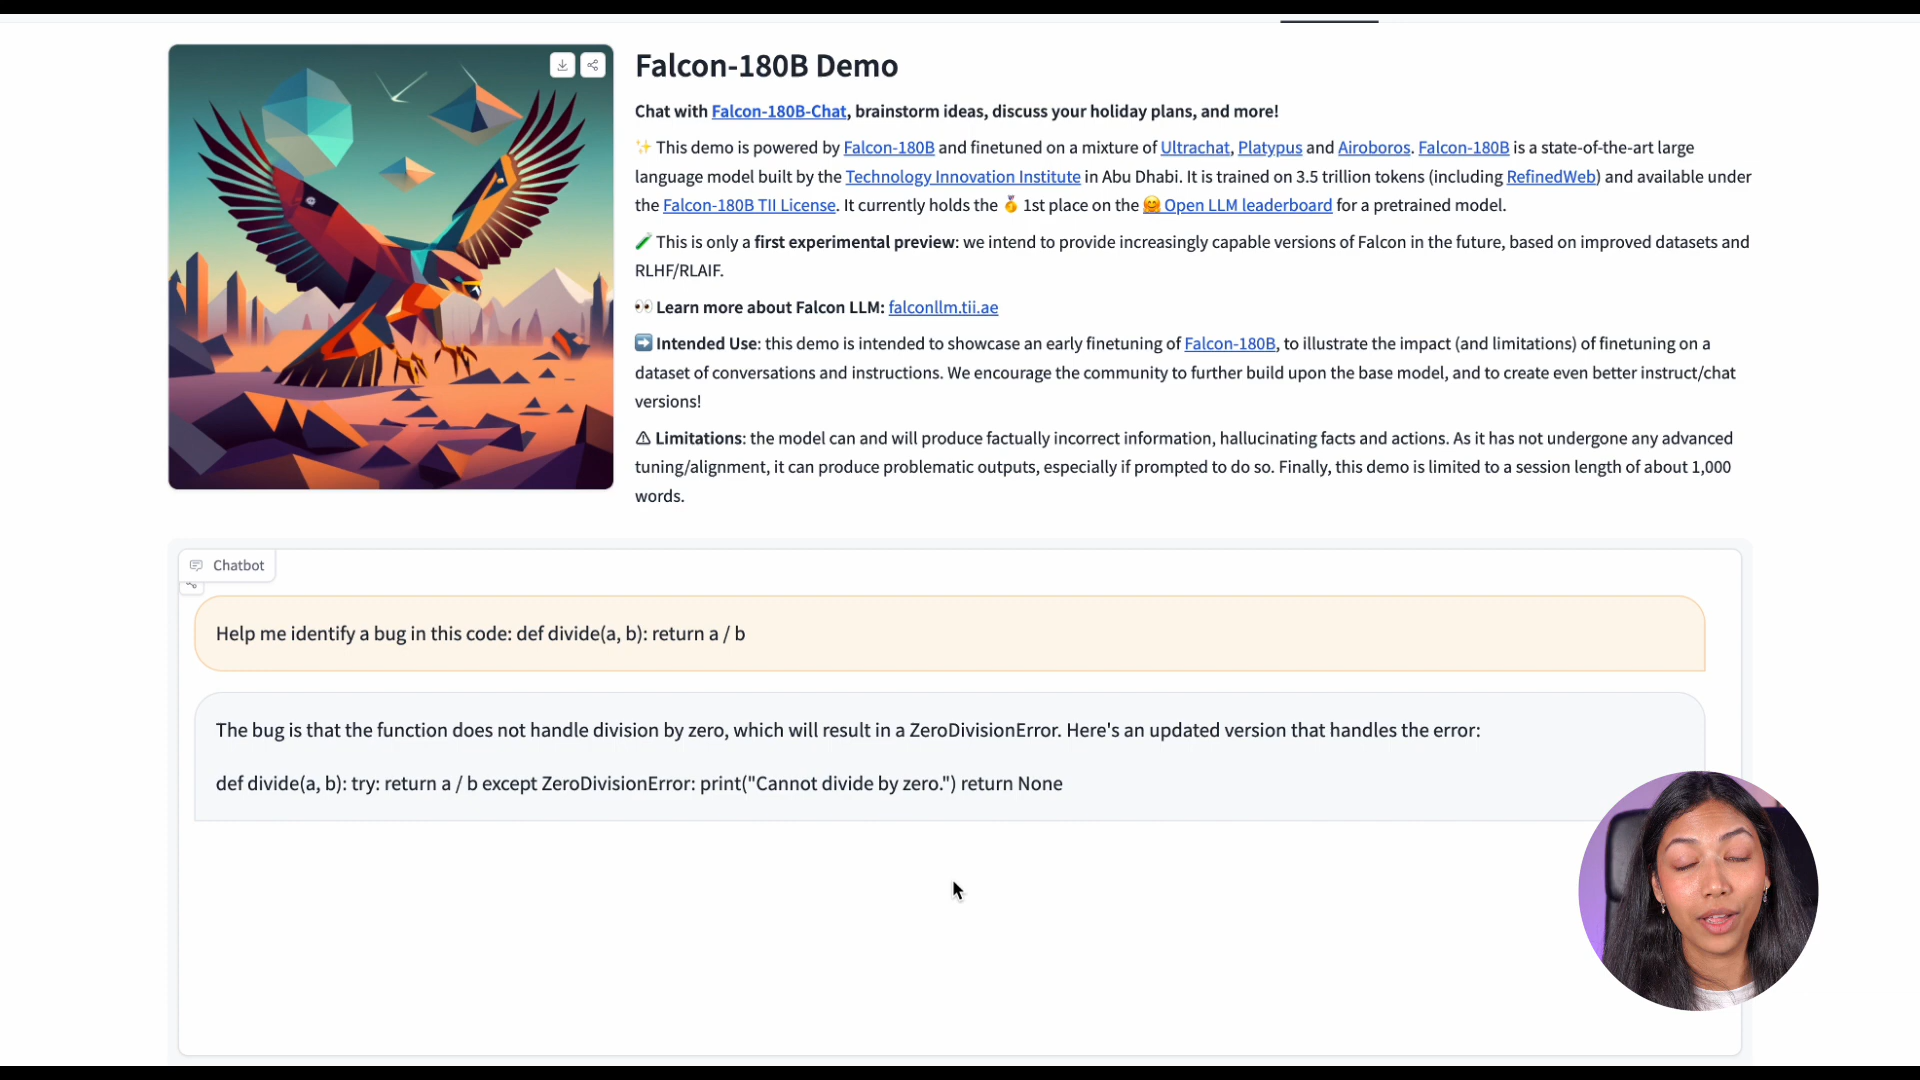 Falcon-180B Demo
Chat with Falcon-180B-Chat, brainstorm ideas, discuss your holiday plans, and more!
✨ This demo is powered by Falcon-180B and finetuned on a mixture of Ultrachat, Platypus and Airoboros. Falcon-180B is a state-of-the-art large
language model built by the Technology Innovation Institute in Abu Dhabi. It is trained on 3.5 trillion tokens (including RefinedWeb) and available under
the Falcon-180B TII License. It currently holds the 🥇 1st place on the 🤗 Open LLM leaderboard for a pretrained model.
🧪 This is only a first experimental preview: we intend to provide increasingly capable versions of Falcon in the future, based on improved datasets and
RLHF/RLAIF.
👀 Learn more about Falcon LLM: falconllm.tii.ae
➡️ Intended Use: this demo is intended to showcase an early finetuning of Falcon-180B, to illustrate the impact (and limitations) of finetuning on a
dataset of conversations and instructions. We encourage the community to further build upon the base model, and to create even better instruct/chat
versions!
⚠️ Limitations: the model can and will produce factually incorrect information, hallucinating facts and actions. As it has not undergone any advanced
tuning/alignment, it can produce problematic outputs, especially if prompted to do so. Finally, this demo is limited to a session length of about 1,000
words.
Chatbot
Help me identify a bug in this code: def divide(a, b): return a / b
The bug is that the function does not handle division by zero, which will result in a ZeroDivisionError. Here's an updated version that handles the error:
def divide(a, b): try: return a / b except ZeroDivisionError: print("Cannot divide by zero.") return None